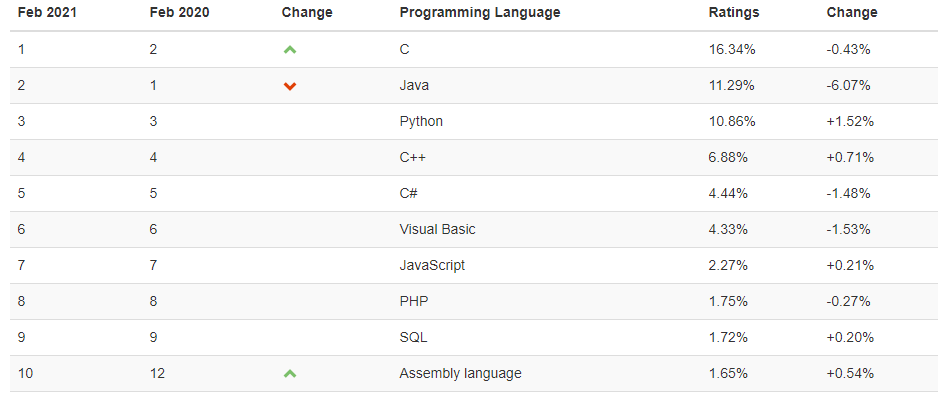 Feb 2021 Feb 2020 Change Programming Language Ratings Change
1 2 C 16.34% -0.43%
2 1 Java 11.29% -6.07%
3 3 Python 10.86% +1.52%
4 4 C++ 6.88% +0.71%
5 5 C# 4.44% -1.48%
6 6 Visual Basic 4.33% -1.53%
7 7 JavaScript 2.27% +0.21%
8 8 PHP 1.75% -0.27%
9 9 SQL 1.72% +0.20%
10 12 Assembly language 1.65% +0.54%